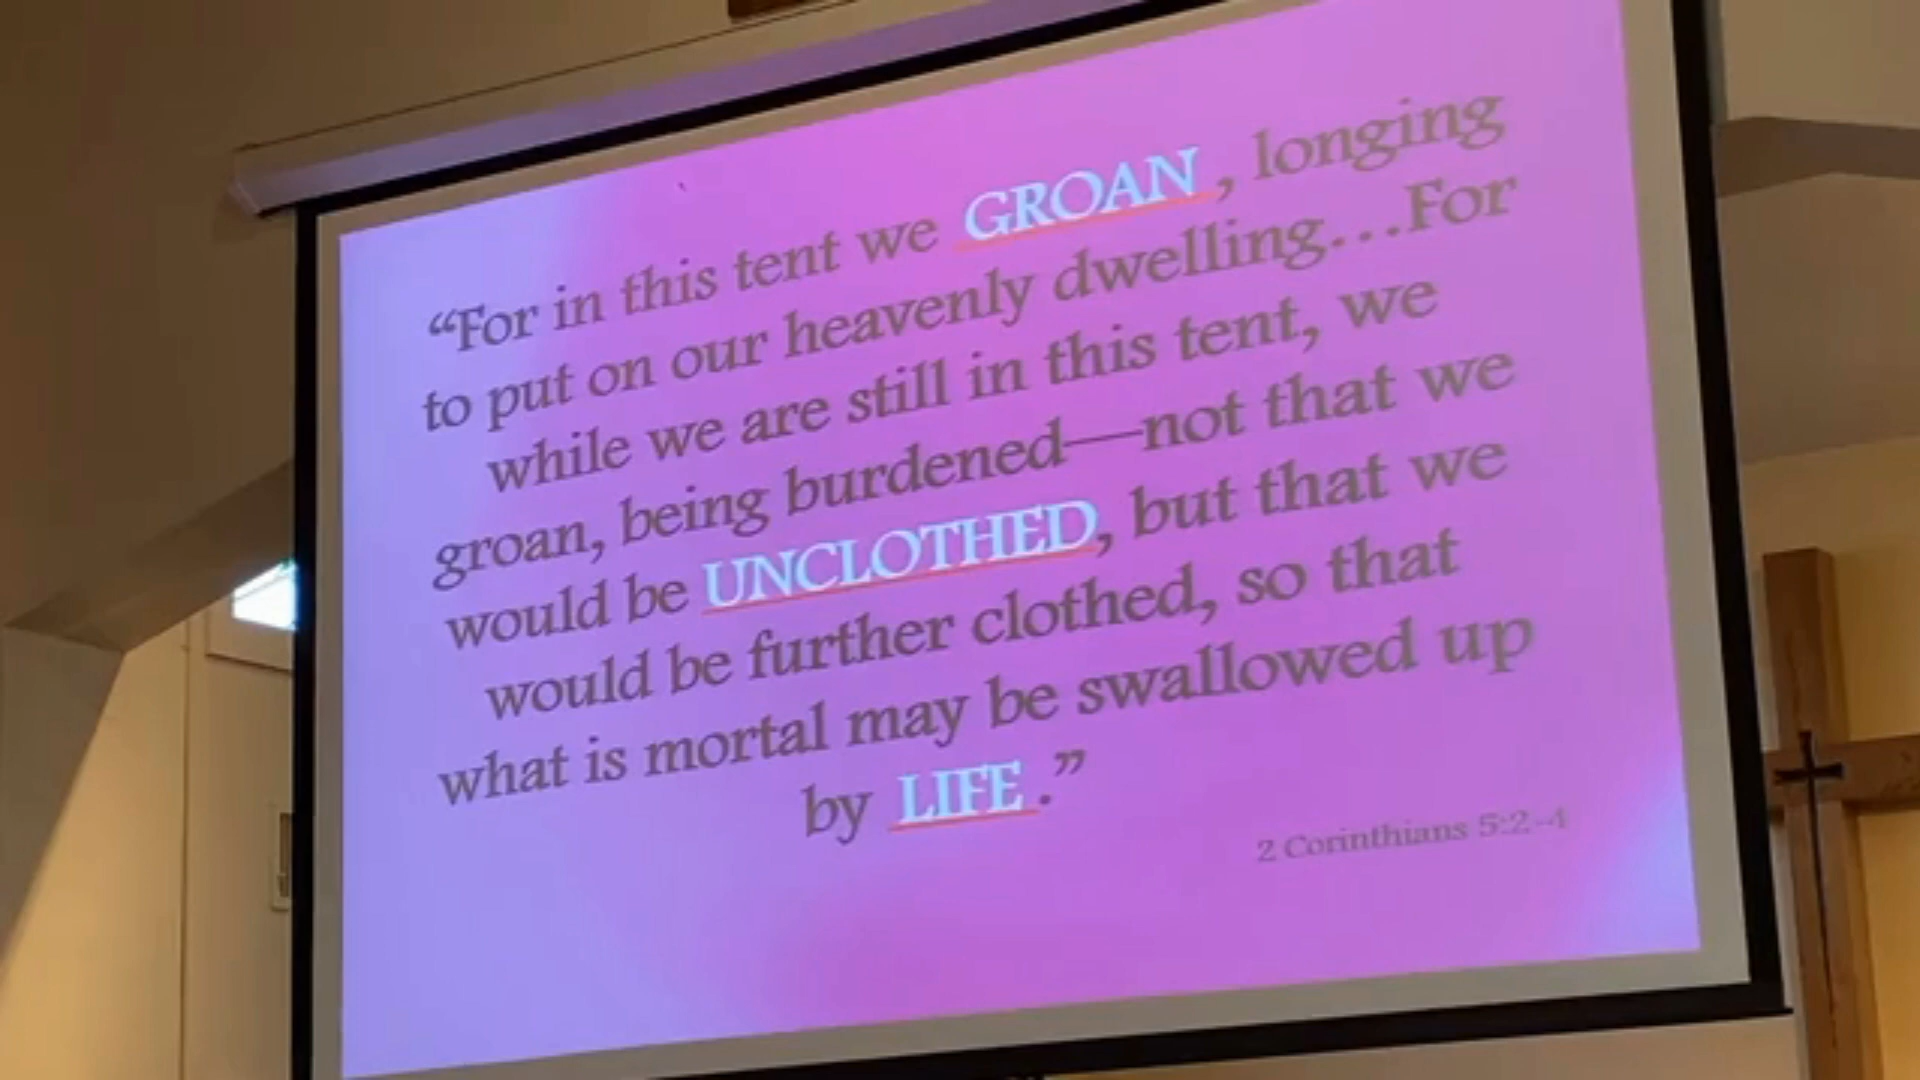 “For in this tent we GROAN, longing
to put on our heavenly dwelling…For
while we are still in this tent, we
groan, being burdened—not that we
would be UNCLOTHED, but that we
would be further clothed, so that
what is mortal may be swallowed up
by LIFE.”
2 Corinthians 5:2-4